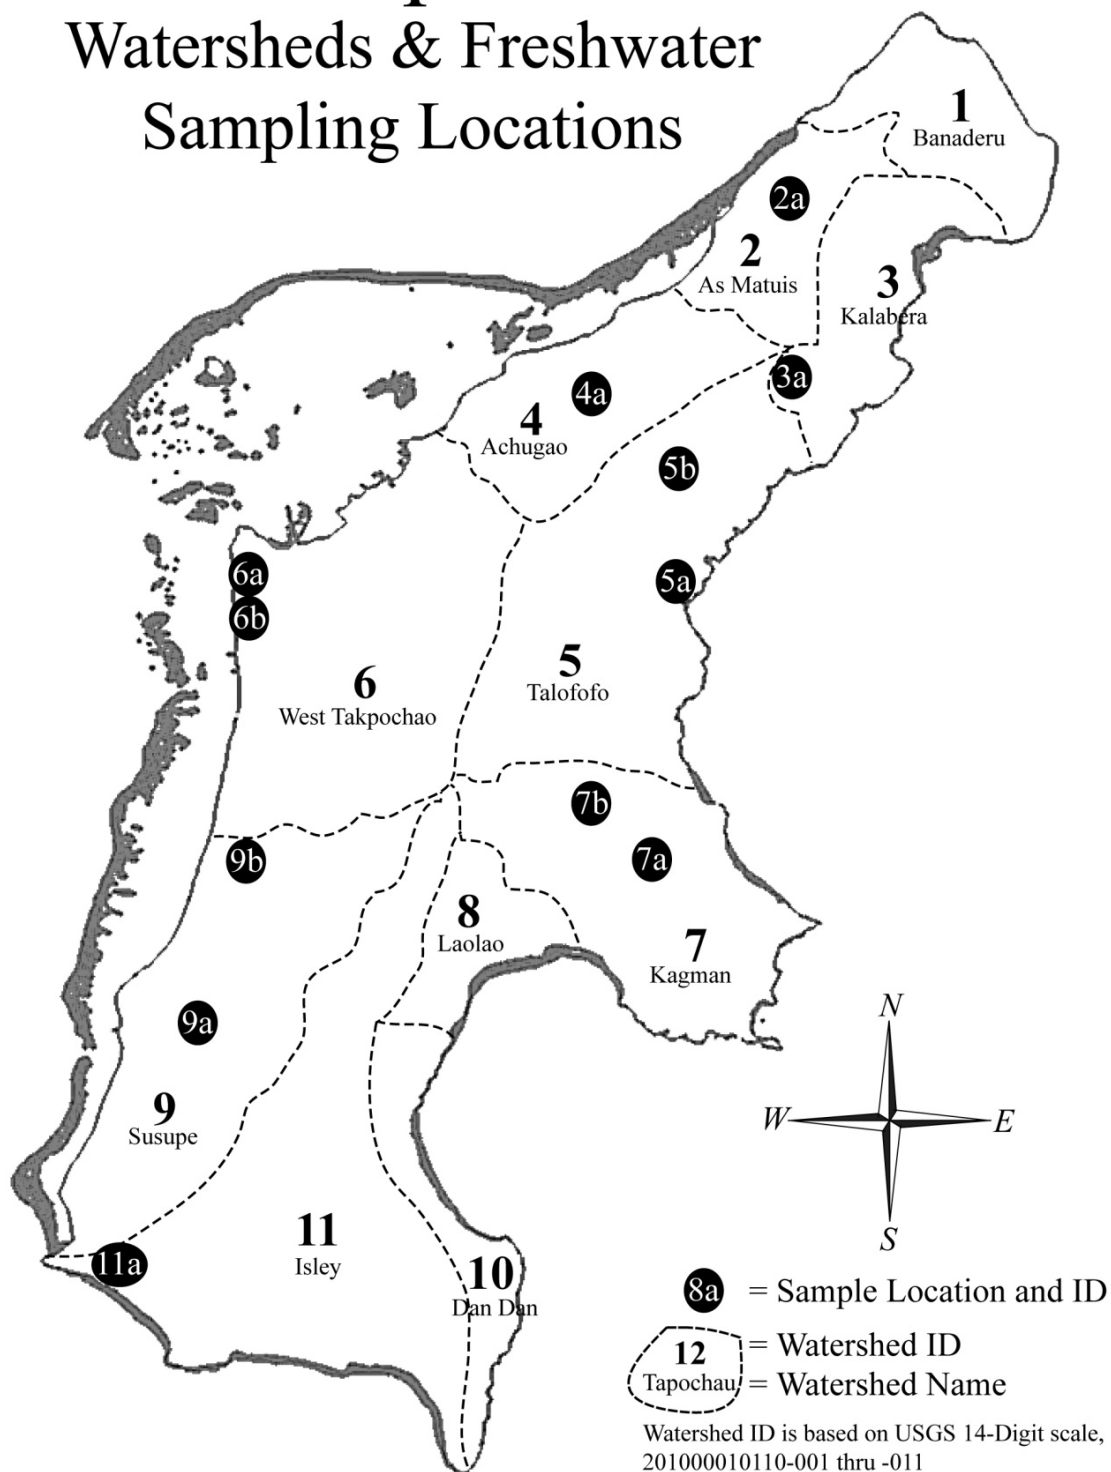 Watersheds & Freshwater
Sampling Locations
1
Banaderu
2a
2
As Matuis
3
Kalabera
3a
4a
4
Achugao
5b
6a
5a
6b
5
Talofofo
6
West Takpochao
7b
9b
7a
8
Laolao
7
Kagman
9a
N
W
E
S
9
Susupe
11
Isley
11a
10
Dan Dan
8a = Sample Location and ID
12 = Watershed ID
Tapochau = Watershed Name
Watershed ID is based on USGS 14-Digit scale,
201000010110-001 thru -011